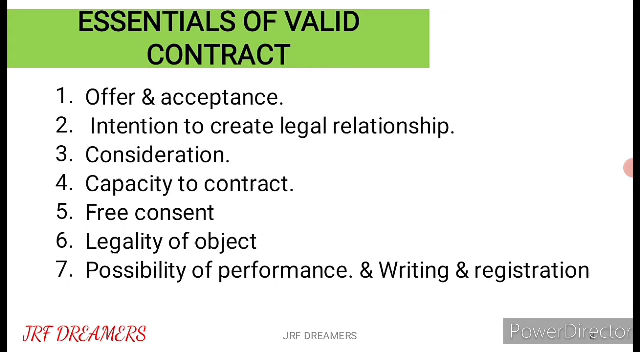 ESSENTIALS OF VALID
CONTRACT
1. Offer & acceptance.
2. Intention to create legal relationship.
3. Consideration.
4. Capacity to contract.
5. Free consent
6. Legality of object
7. Possibility of performance. & Writing & registration
JRF DREAMERS
JRF DREAMERS
PowerDirector